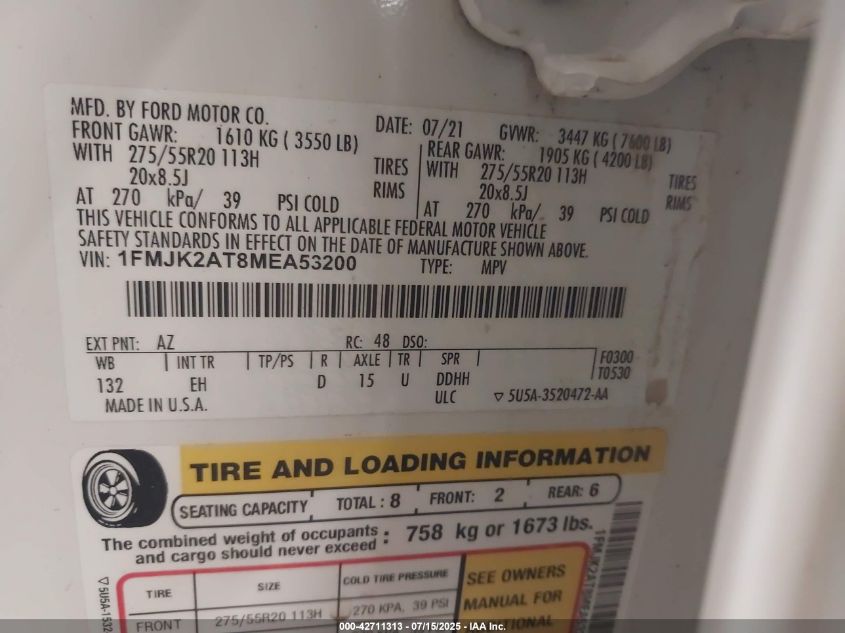 MFD. BY FORD MOTOR CO.
DATE: 07/21 GVWR: 3447 KG ( 7600 LB)
FRONT GAWR: 1610 KG ( 3550 LB) REAR GAWR: 1905 KG ( 4200 LB)
WITH 275/55R20 113H TIRES WITH 275/55R20 113H TIRES
20x8.5J RIMS 20x8.5J RIMS
AT 270 kPa/ 39 PSI COLD AT 270 kPa/ 39 PSI COLD
THIS VEHICLE CONFORMS TO ALL APPLICABLE FEDERAL MOTOR VEHICLE
SAFETY STANDARDS IN EFFECT ON THE DATE OF MANUFACTURE SHOWN ABOVE.
VIN: 1FMJK2AT8MEA53200 TYPE: MPV
EXT PNT: AZ RC: 48 DSO:
WB INT TR TP/PS R AXLE TR SPR F0300
132 EH D 15 U DDHH T0530
MADE IN U.S.A. ULC ▽ 5U5A-3520472-AA
TIRE AND LOADING INFORMATION
SEATING CAPACITY TOTAL : 8 FRONT: 2 REAR: 6
The combined weight of occupants : 758 kg or 1673 lbs.
and cargo should never exceed
TIRE SIZE COLD TIRE PRESSURE SEE OWNERS
FRONT 275/55R20 113H 270 KPA, 39 PSI MANUAL FOR
000-42711313 - 07/15/2025 - IAA Inc.